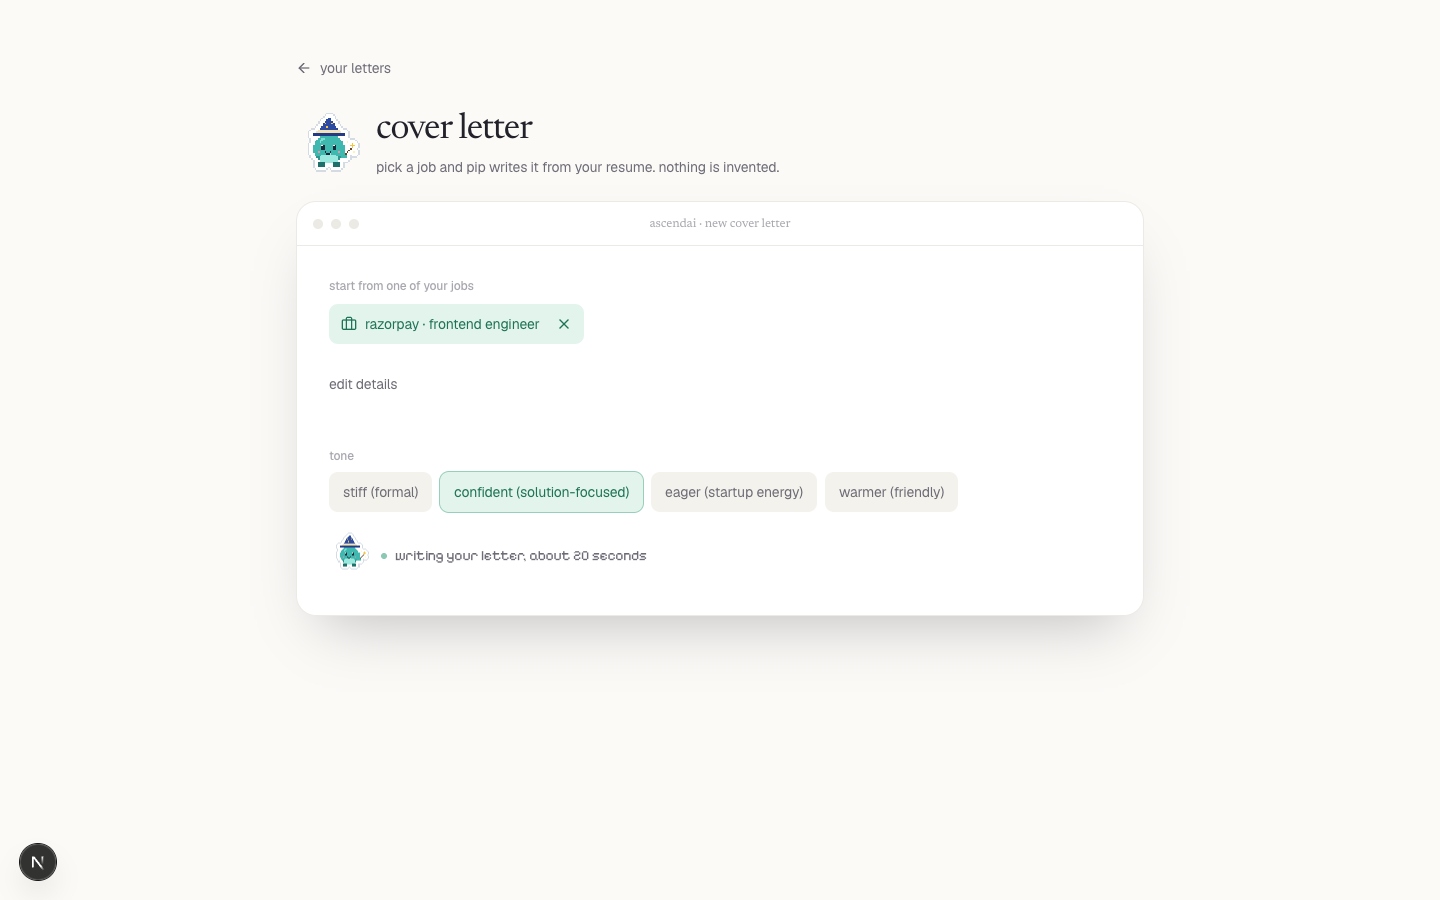 your letters
cover letter
pick a job and pip writes it from your resume. nothing is invented.
ascendai · new cover letter
start from one of your jobs
razorpay · frontend engineer
edit details
tone
stiff (formal) confident (solution-focused) eager (startup energy) warmer (friendly)
writing your letter, about 20 seconds
N